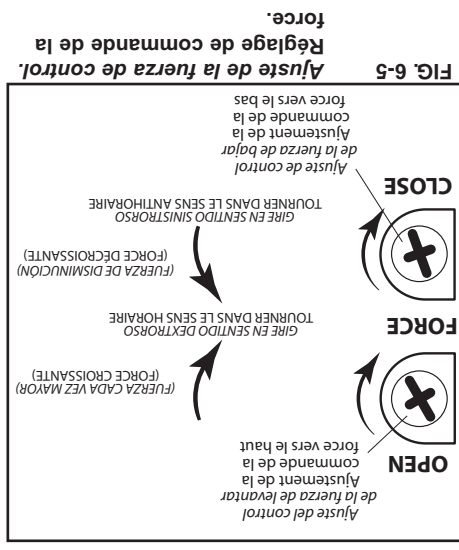 OPEN
Ajuste del control
de la fuerza de levantar
Ajustement de la
commande de la
force vers le haut
(FUERZA CADA VEZ MAYOR)
(FORCE CROISSANTE)
FORCE
GIRE EN SENTIDO DEXTRORSO
TOURNER DANS LE SENS HORAIRE
(FUERZA DE DISMINUCIÓN)
(FORCE DÉCROISSANTE)
GIRE EN SENTIDO SINISTRORSO
TOURNER DANS LE SENS ANTIHORAIRE
CLOSE
Ajuste de control
de la fuerza de bajar
Ajustement de la
commande de la
force vers le bas
FIG. 6-5 Ajuste de la fuerza de control.
Réglage de commande de la
force.